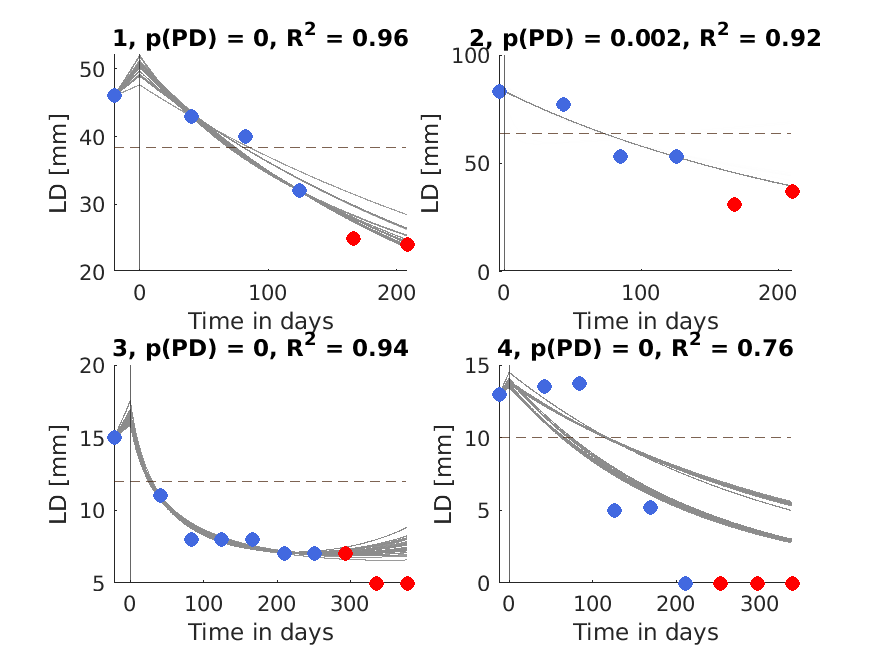 1, p(PD) = 0, R² = 0.96
50
40
30
20
LD [mm]
0 100 200
Time in days
2, p(PD) = 0.002, R² = 0.92
100
50
0
LD [mm]
0 100 200
Time in days
3, p(PD) = 0, R² = 0.94
20
15
10
5
LD [mm]
0 100 200 300
Time in days
4, p(PD) = 0, R² = 0.76
15
10
5
0
LD [mm]
0 100 200 300
Time in days